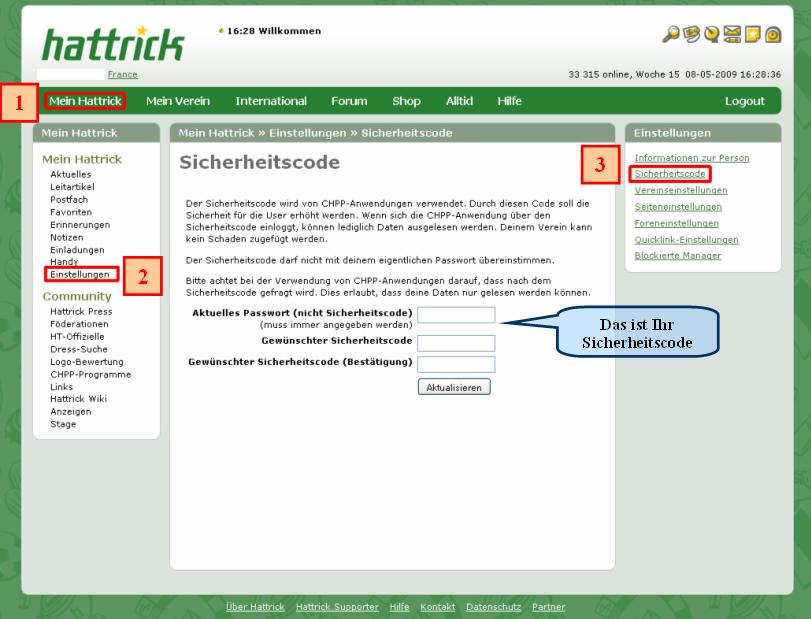 hattrick
16:28 Willkommen
France
33 315 online, Woche 15 08-05-2009 16:28:36
1
Mein Hattrick Mein Verein International Forum Shop Alltid Hilfe Logout
Mein Hattrick
Mein Hattrick
Aktuelles
Leitartikel
Postfach
Favoriten
Erinnerungen
Notizen
Einladungen
Handy
Einstellungen
2
Community
Hattrick Press
Föderationen
HT-Offizielle
Dress-Suche
Logo-Bewertung
CHPP-Programme
Links
Hattrick Wiki
Anzeigen
Stage
Mein Hattrick » Einstellungen » Sicherheitscode
Sicherheitscode
Der Sicherheitscode wird von CHPP-Anwendungen verwendet. Durch diesen Code soll die
Sicherheit für die User erhöht werden. Wenn sich die CHPP-Anwendung über den
Sicherheitscode einloggt, können lediglich Daten ausgelesen werden. Deinem Verein kann
kein Schaden zugefügt werden.
Der Sicherheitscode darf nicht mit deinem eigentlichen Passwort übereinstimmen.
Bitte achtet bei der Verwendung von CHPP-Anwendungen darauf, dass nach dem
Sicherheitscode gefragt wird. Dies erlaubt, dass deine Daten nur gelesen werden können.
Aktuelles Passwort (nicht Sicherheitscode)
(muss immer angegeben werden)
Gewünschter Sicherheitscode
Gewünschter Sicherheitscode (Bestätigung)
Aktualisieren
Das ist Ihr
Sicherheitscode
Einstellungen
3
Informationen zur Person
Sicherheitscode
Vereinseinstellungen
Seiteneinstellungen
Foreneinstellungen
Quicklink-Einstellungen
Blockierte Manager
Über Hattrick Hattrick Supporter Hilfe Kontakt Datenschutz Partner